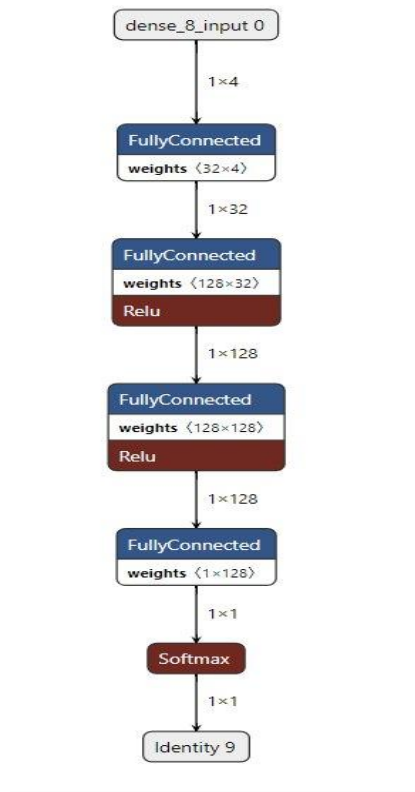 dense_8_input 0
1×4
FullyConnected
weights 〈32×4〉
1×32
FullyConnected
weights 〈128×32〉
Relu
1×128
FullyConnected
weights 〈128×128〉
Relu
1×128
FullyConnected
weights 〈1×128〉
1×1
Softmax
1×1
Identity 9